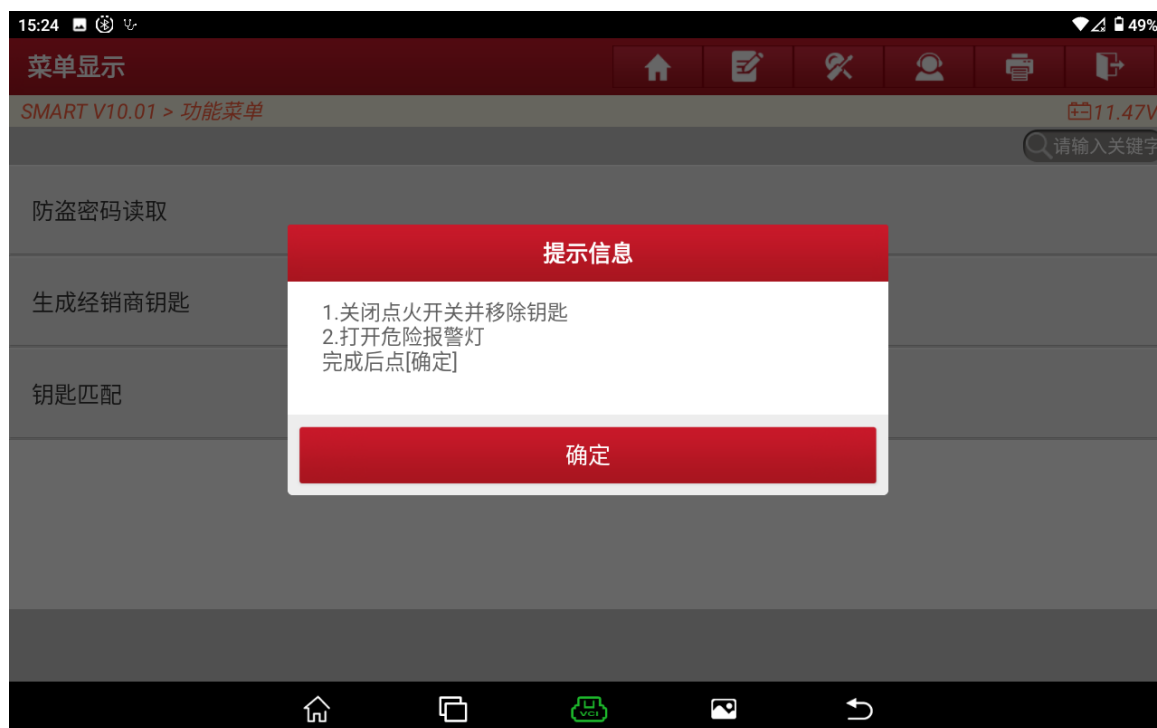 15:24
49%
菜单显示
SMART V10.01 > 功能菜单
11.47V
请输入关键字
防盗密码读取
生成经销商钥匙
钥匙匹配
提示信息
1.关闭点火开关并移除钥匙
2.打开危险报警灯
完成后点[确定]
确定
VCI